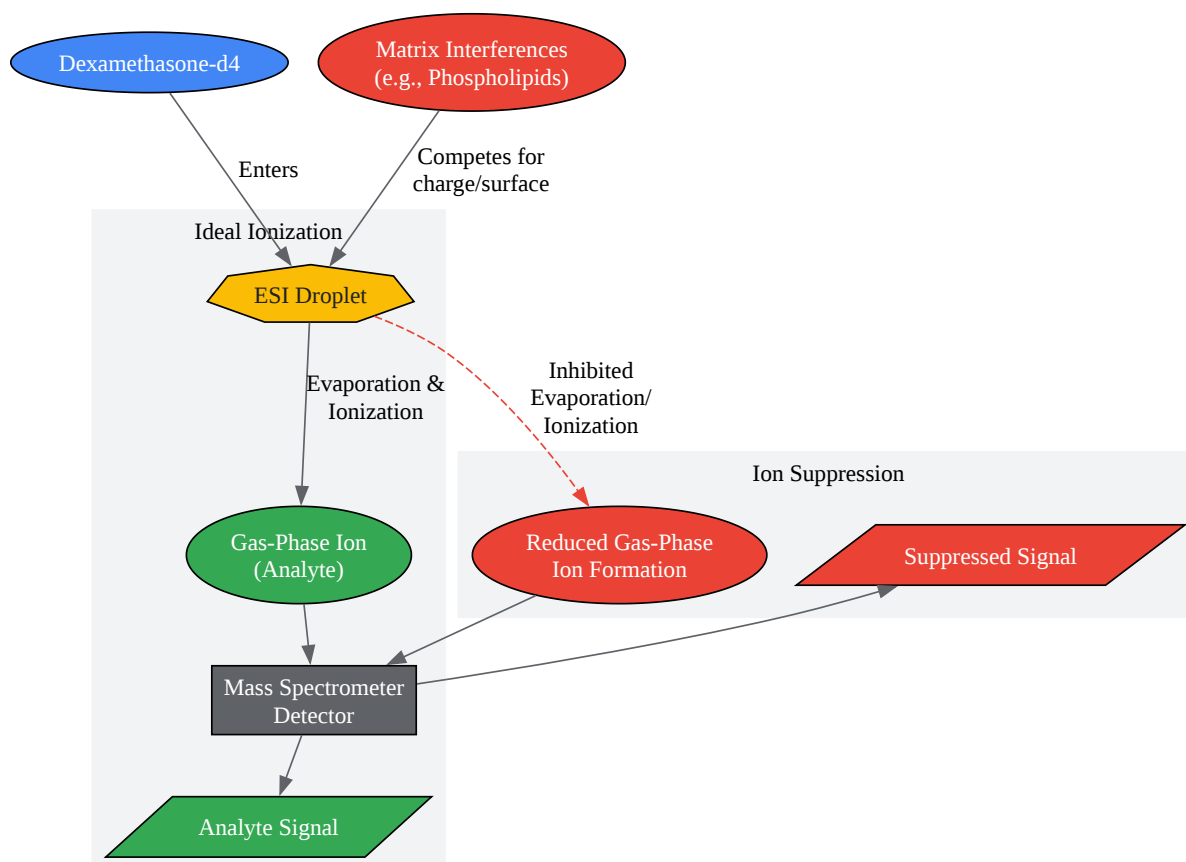 Dexamethasone-d4
Matrix Interferences
(e.g., Phospholipids)
Enters
Competes for
charge/surface
Ideal Ionization
ESI Droplet
Evaporation &
Ionization
Inhibited
Evaporation/
Ionization
Ion Suppression
Gas-Phase Ion
(Analyte)
Reduced Gas-Phase
Ion Formation
Suppressed Signal
Mass Spectrometer
Detector
Analyte Signal